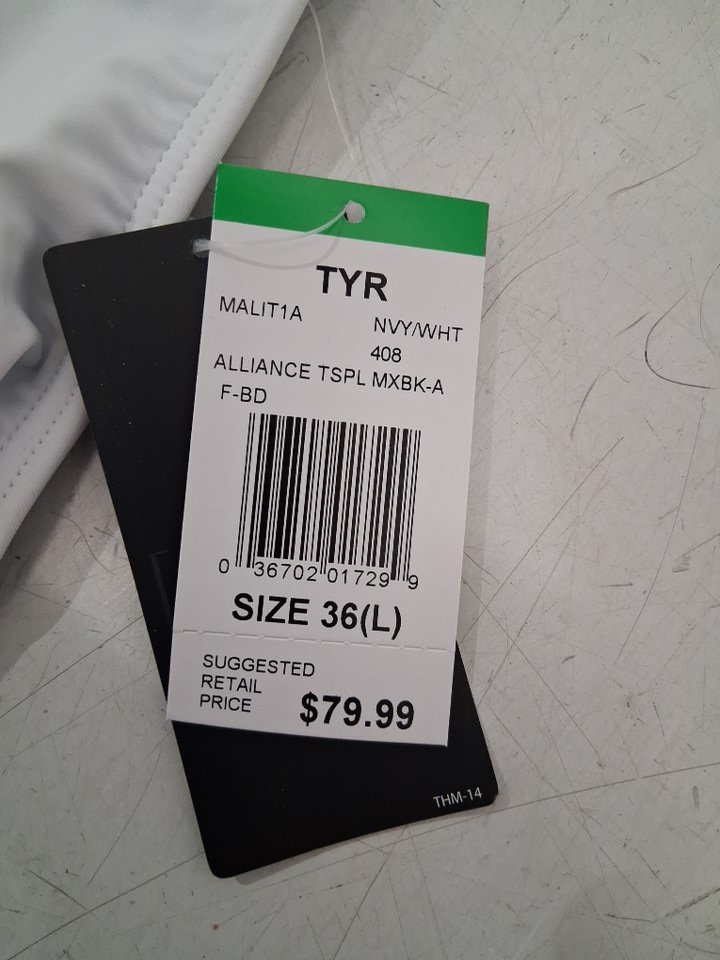 TYR
MALIT1A
NVY/WHT
408
ALLIANCE TSPL MXBK-A
F-BD
0 36702 01729 9
SIZE 36(L)
SUGGESTED
RETAIL
PRICE
$79.99
THM-14